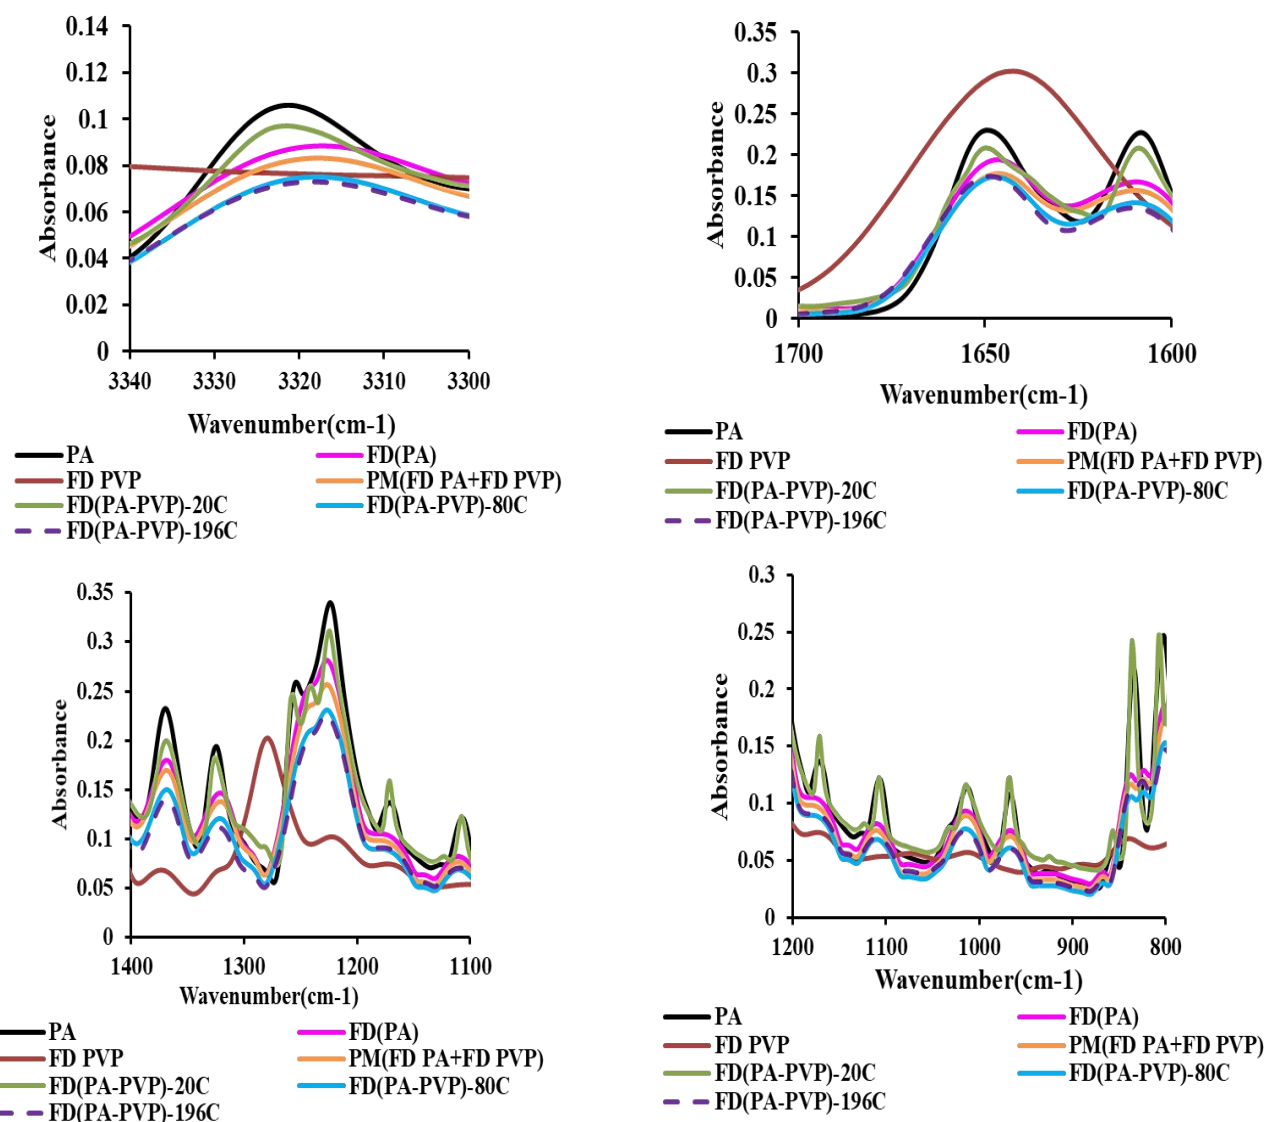 0.14
0.12
0.1
0.08
0.06
0.04
0.02
0
Absorbance
3340 3330 3320 3310 3300
Wavenumber(cm-1)
PA FD(PA)
FD PVP PM(FD PA+FD PVP)
FD(PA-PVP)-20C FD(PA-PVP)-80C
FD(PA-PVP)-196C
0.35
0.3
0.25
0.2
0.15
0.1
0.05
0
Absorbance
1700 1650 1600
Wavenumber(cm-1)
PA FD(PA)
FD PVP PM(FD PA+FD PVP)
FD(PA-PVP)-20C FD(PA-PVP)-80C
FD(PA-PVP)-196C
0.35
0.3
0.25
0.2
0.15
0.1
0.05
0
Absorbance
1400 1300 1200 1100
Wavenumber(cm-1)
PA FD(PA)
FD PVP PM(FD PA+FD PVP)
FD(PA-PVP)-20C FD(PA-PVP)-80C
FD(PA-PVP)-196C
0.3
0.25
0.2
0.15
0.1
0.05
0
Absorbance
1200 1100 1000 900 800
Wavenumber(cm-1)
PA FD(PA)
FD PVP PM(FD PA+FD PVP)
FD(PA-PVP)-20C FD(PA-PVP)-80C
FD(PA-PVP)-196C